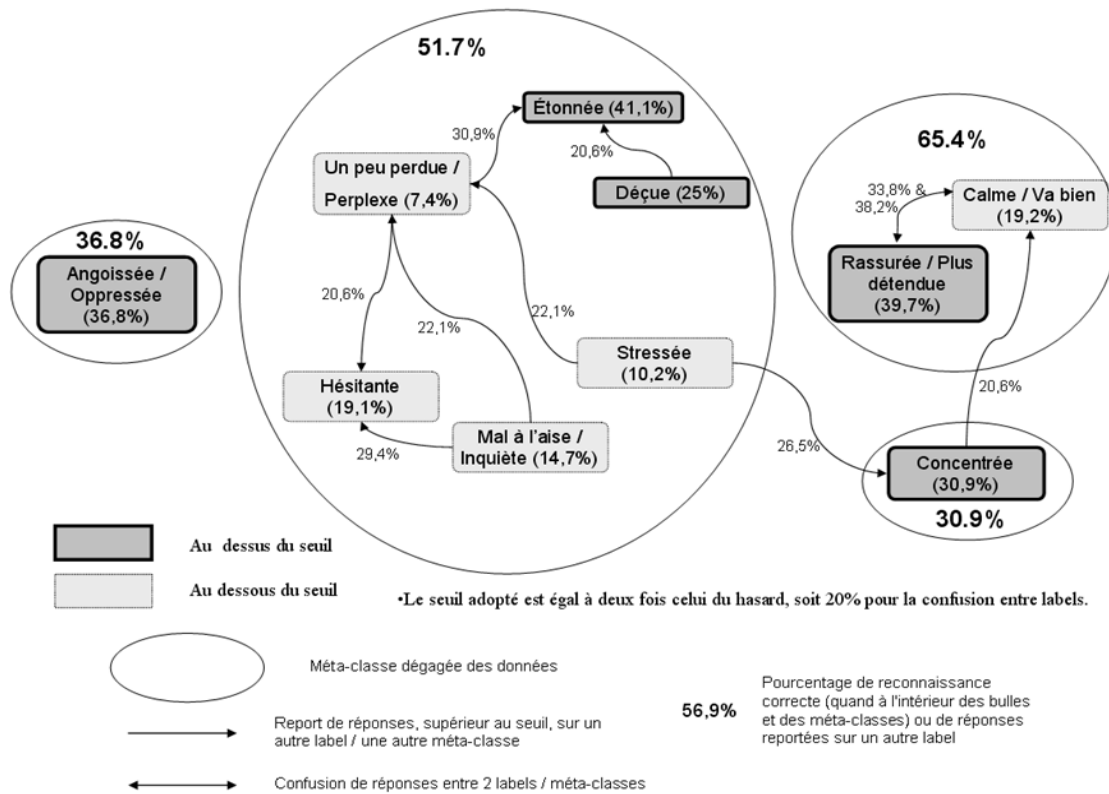 51.7%
Étonnée (41,1%)
30,9%
20,6%
Déçue (25%)
Un peu perdue /
Perplexe (7,4%)
20,6%
22,1%
22,1%
Stressée
(10,2%)
Hésitante
(19,1%)
29,4%
Mal à l'aise /
Inquiète (14,7%)
36.8%
Angoissée /
Oppressée
(36,8%)
65.4%
33,8% &
38,2%
Calme / Va bien
(19,2%)
Rassurée / Plus
détendue
(39,7%)
20,6%
26,5%
Concentrée
(30,9%)
30.9%
Au dessus du seuil
Au dessous du seuil
•Le seuil adopté est égal à deux fois celui du hasard, soit 20% pour la confusion entre labels.
Méta-classe dégagée des données
Report de réponses, supérieur au seuil, sur un
autre label / une autre méta-classe
Confusion de réponses entre 2 labels / méta-classes
56,9%
Pourcentage de reconnaissance
correcte (quand à l'intérieur des bulles
et des méta-classes) ou de réponses
reportées sur un autre label